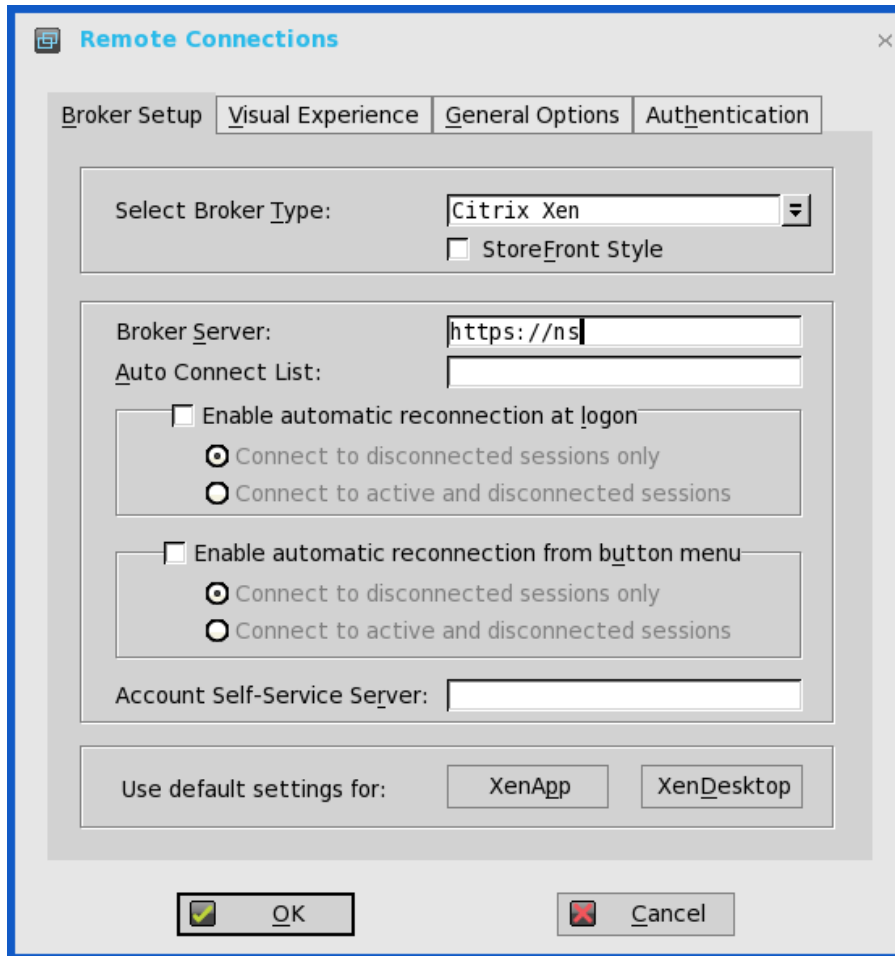 Remote Connections
Broker Setup Visual Experience General Options Authentication
Select Broker Type: Citrix Xen
StoreFront Style
Broker Server: https://ns
Auto Connect List:
Enable automatic reconnection at logon
Connect to disconnected sessions only
Connect to active and disconnected sessions
Enable automatic reconnection from button menu
Connect to disconnected sessions only
Connect to active and disconnected sessions
Account Self-Service Server:
Use default settings for: XenApp XenDesktop
OK Cancel